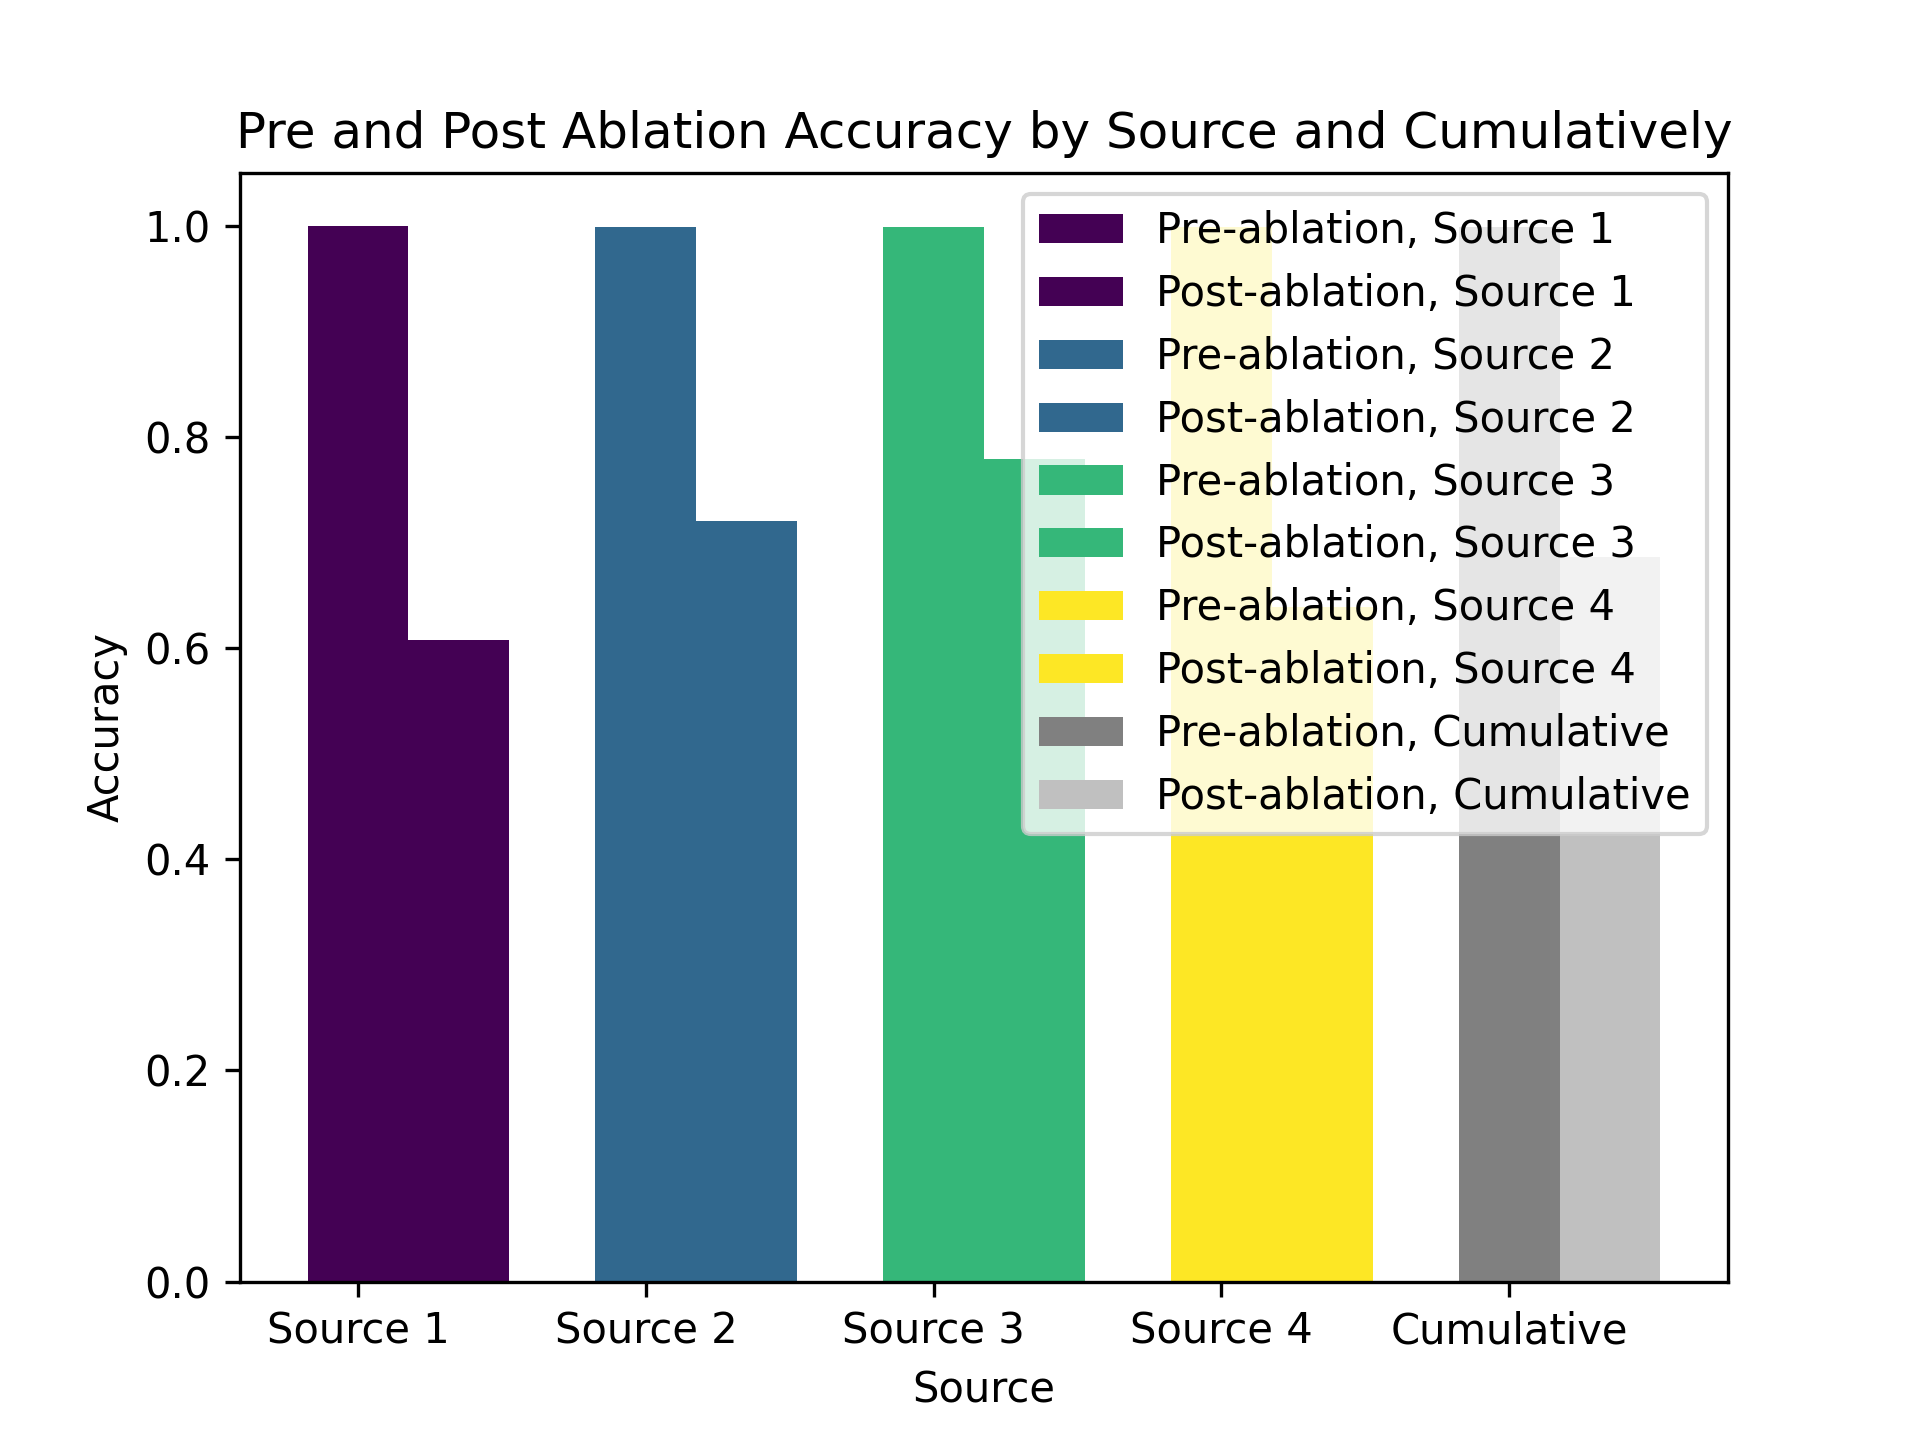 Pre and Post Ablation Accuracy by Source and Cumulatively
1.0
0.8
0.6
0.4
0.2
0.0
Accuracy
Pre-ablation, Source 1
Post-ablation, Source 1
Pre-ablation, Source 2
Post-ablation, Source 2
Pre-ablation, Source 3
Post-ablation, Source 3
Pre-ablation, Source 4
Post-ablation, Source 4
Pre-ablation, Cumulative
Post-ablation, Cumulative
Source 1 Source 2 Source 3 Source 4 Cumulative
Source